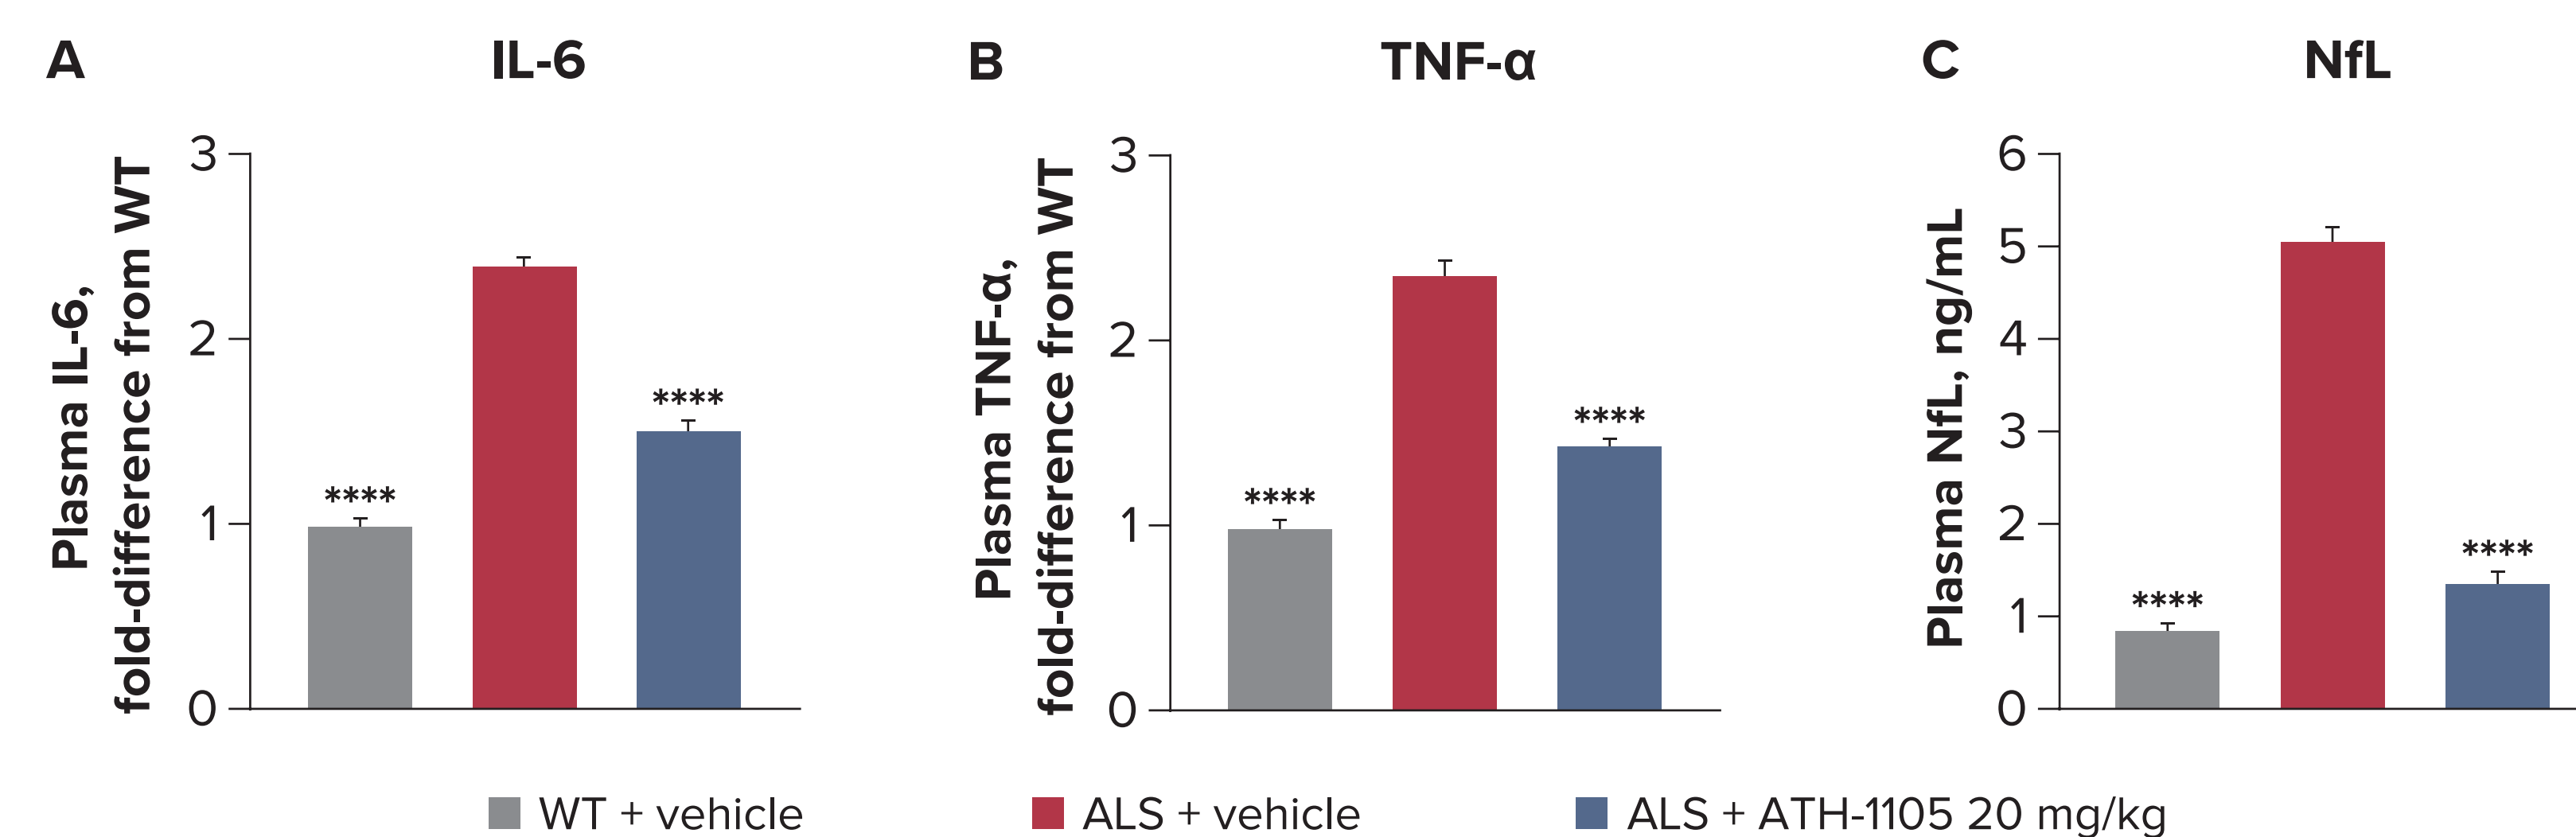 A
IL-6
Plasma IL-6,
fold-difference from WT
3
2
1
0
****
****
B
TNF-α
Plasma TNF-α,
fold-difference from WT
3
2
1
0
****
****
C
NfL
Plasma NfL, ng/mL
6
5
4
3
2
1
0
****
****
WT + vehicle
ALS + vehicle
ALS + ATH-1105 20 mg/kg